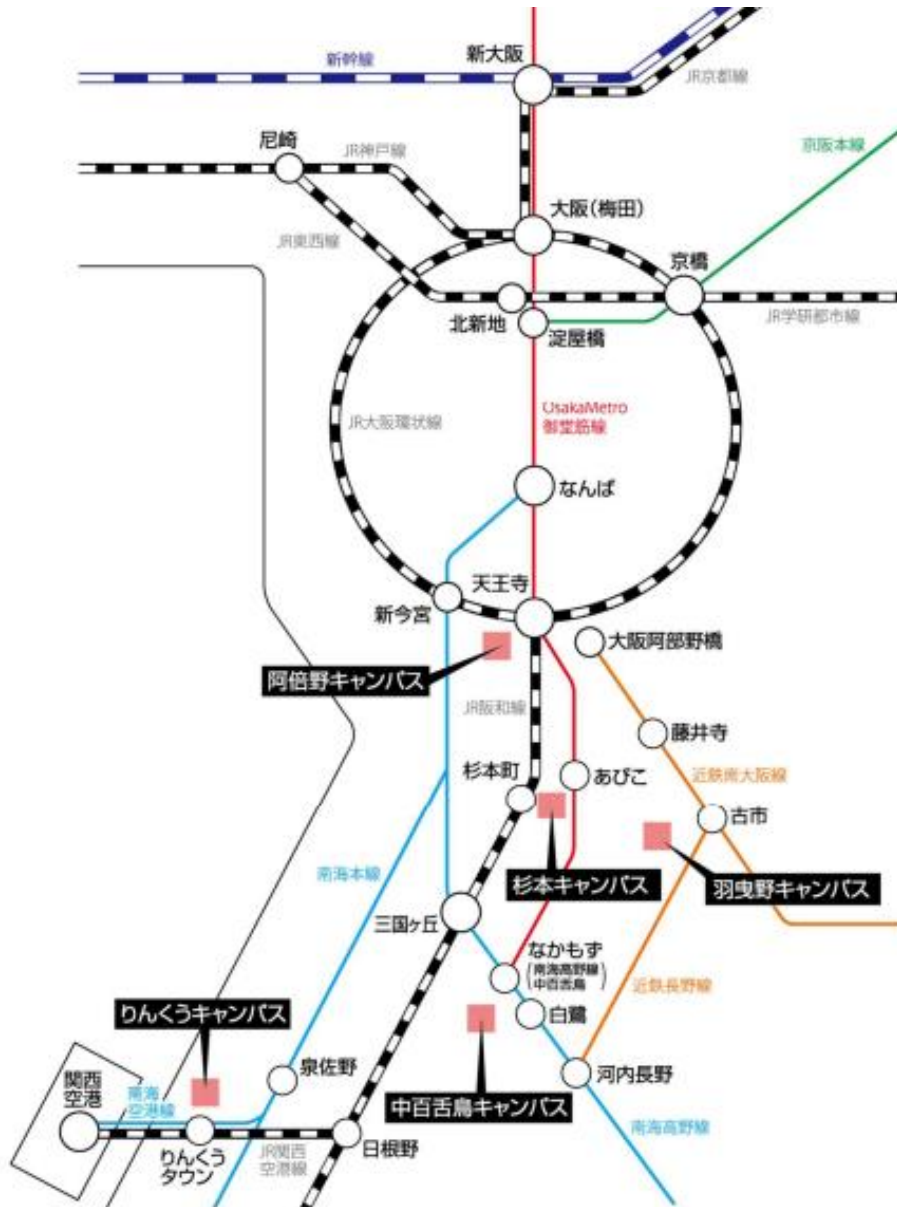 新大阪
新幹線
JR京都線
尼崎
JR神戸線
京阪本線
大阪(梅田)
JR東西線
京橋
北新地
淀屋橋
JR学研都市線
OsakaMetro
御堂筋線
JR大阪環状線
なんば
天王寺
新今宮
大阪阿部野橋
阿倍野キャンパス
JR阪和線
藤井寺
杉本町
あびこ
近鉄南大阪線
古市
南海本線
杉本キャンパス
羽曳野キャンパス
三国ヶ丘
なかもず
(南海高野線
中百舌鳥)
近鉄長野線
りんくうキャンパス
白鷺
泉佐野
河内長野
関西
空港
南海
空港線
中百舌鳥キャンパス
りんくう
タウン
JR関西
空港線
日根野
南海高野線